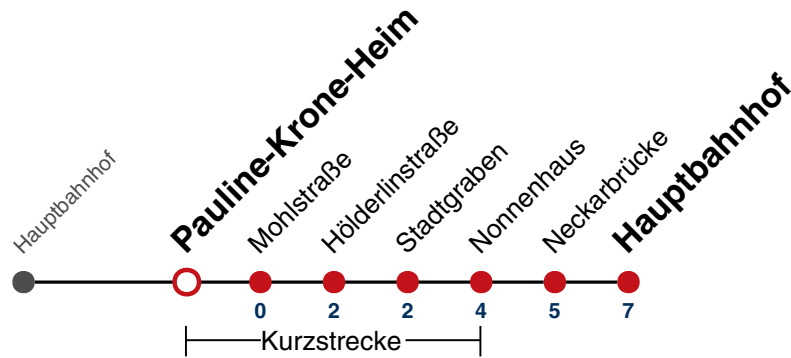 Hauptbahnhof
Pauline-Krone-Heim
Mohlstraße
Hölderlinstraße
Stadtgraben
Nonnenhaus
Neckarbrücke
Hauptbahnhof
0 2 2 4 5 7
Kurzstrecke